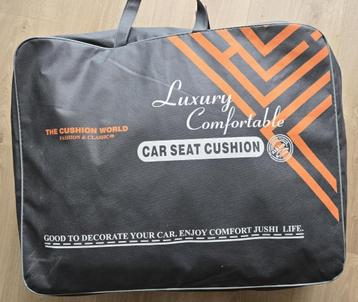 Luxury
Comfortable
THE CUSHION WORLD
FASHION & CLASSIC®
CAR SEAT CUSHION
GOOD TO DECORATE YOUR CAR. ENJOY COMFORT JUSHI LIFE.